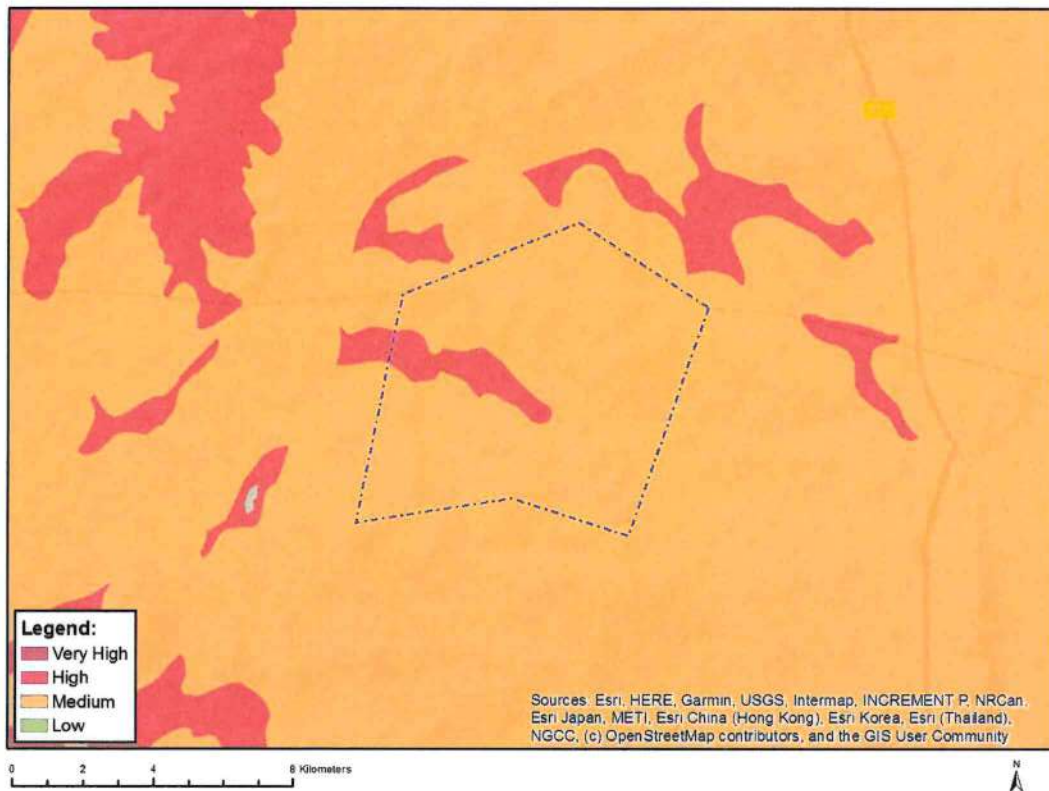 Legend:
Very High
High
Medium
Low
Sources: Esri, HERE, Garmin, USGS, Intermap, INCREMENT P, NRCan,
Esri Japan, METI, Esri China (Hong Kong), Esri Korea, Esri (Thailand),
NGCC, (c) OpenStreetMap contributors, and the GIS User Community
0 2 4 8 Kilometers
N